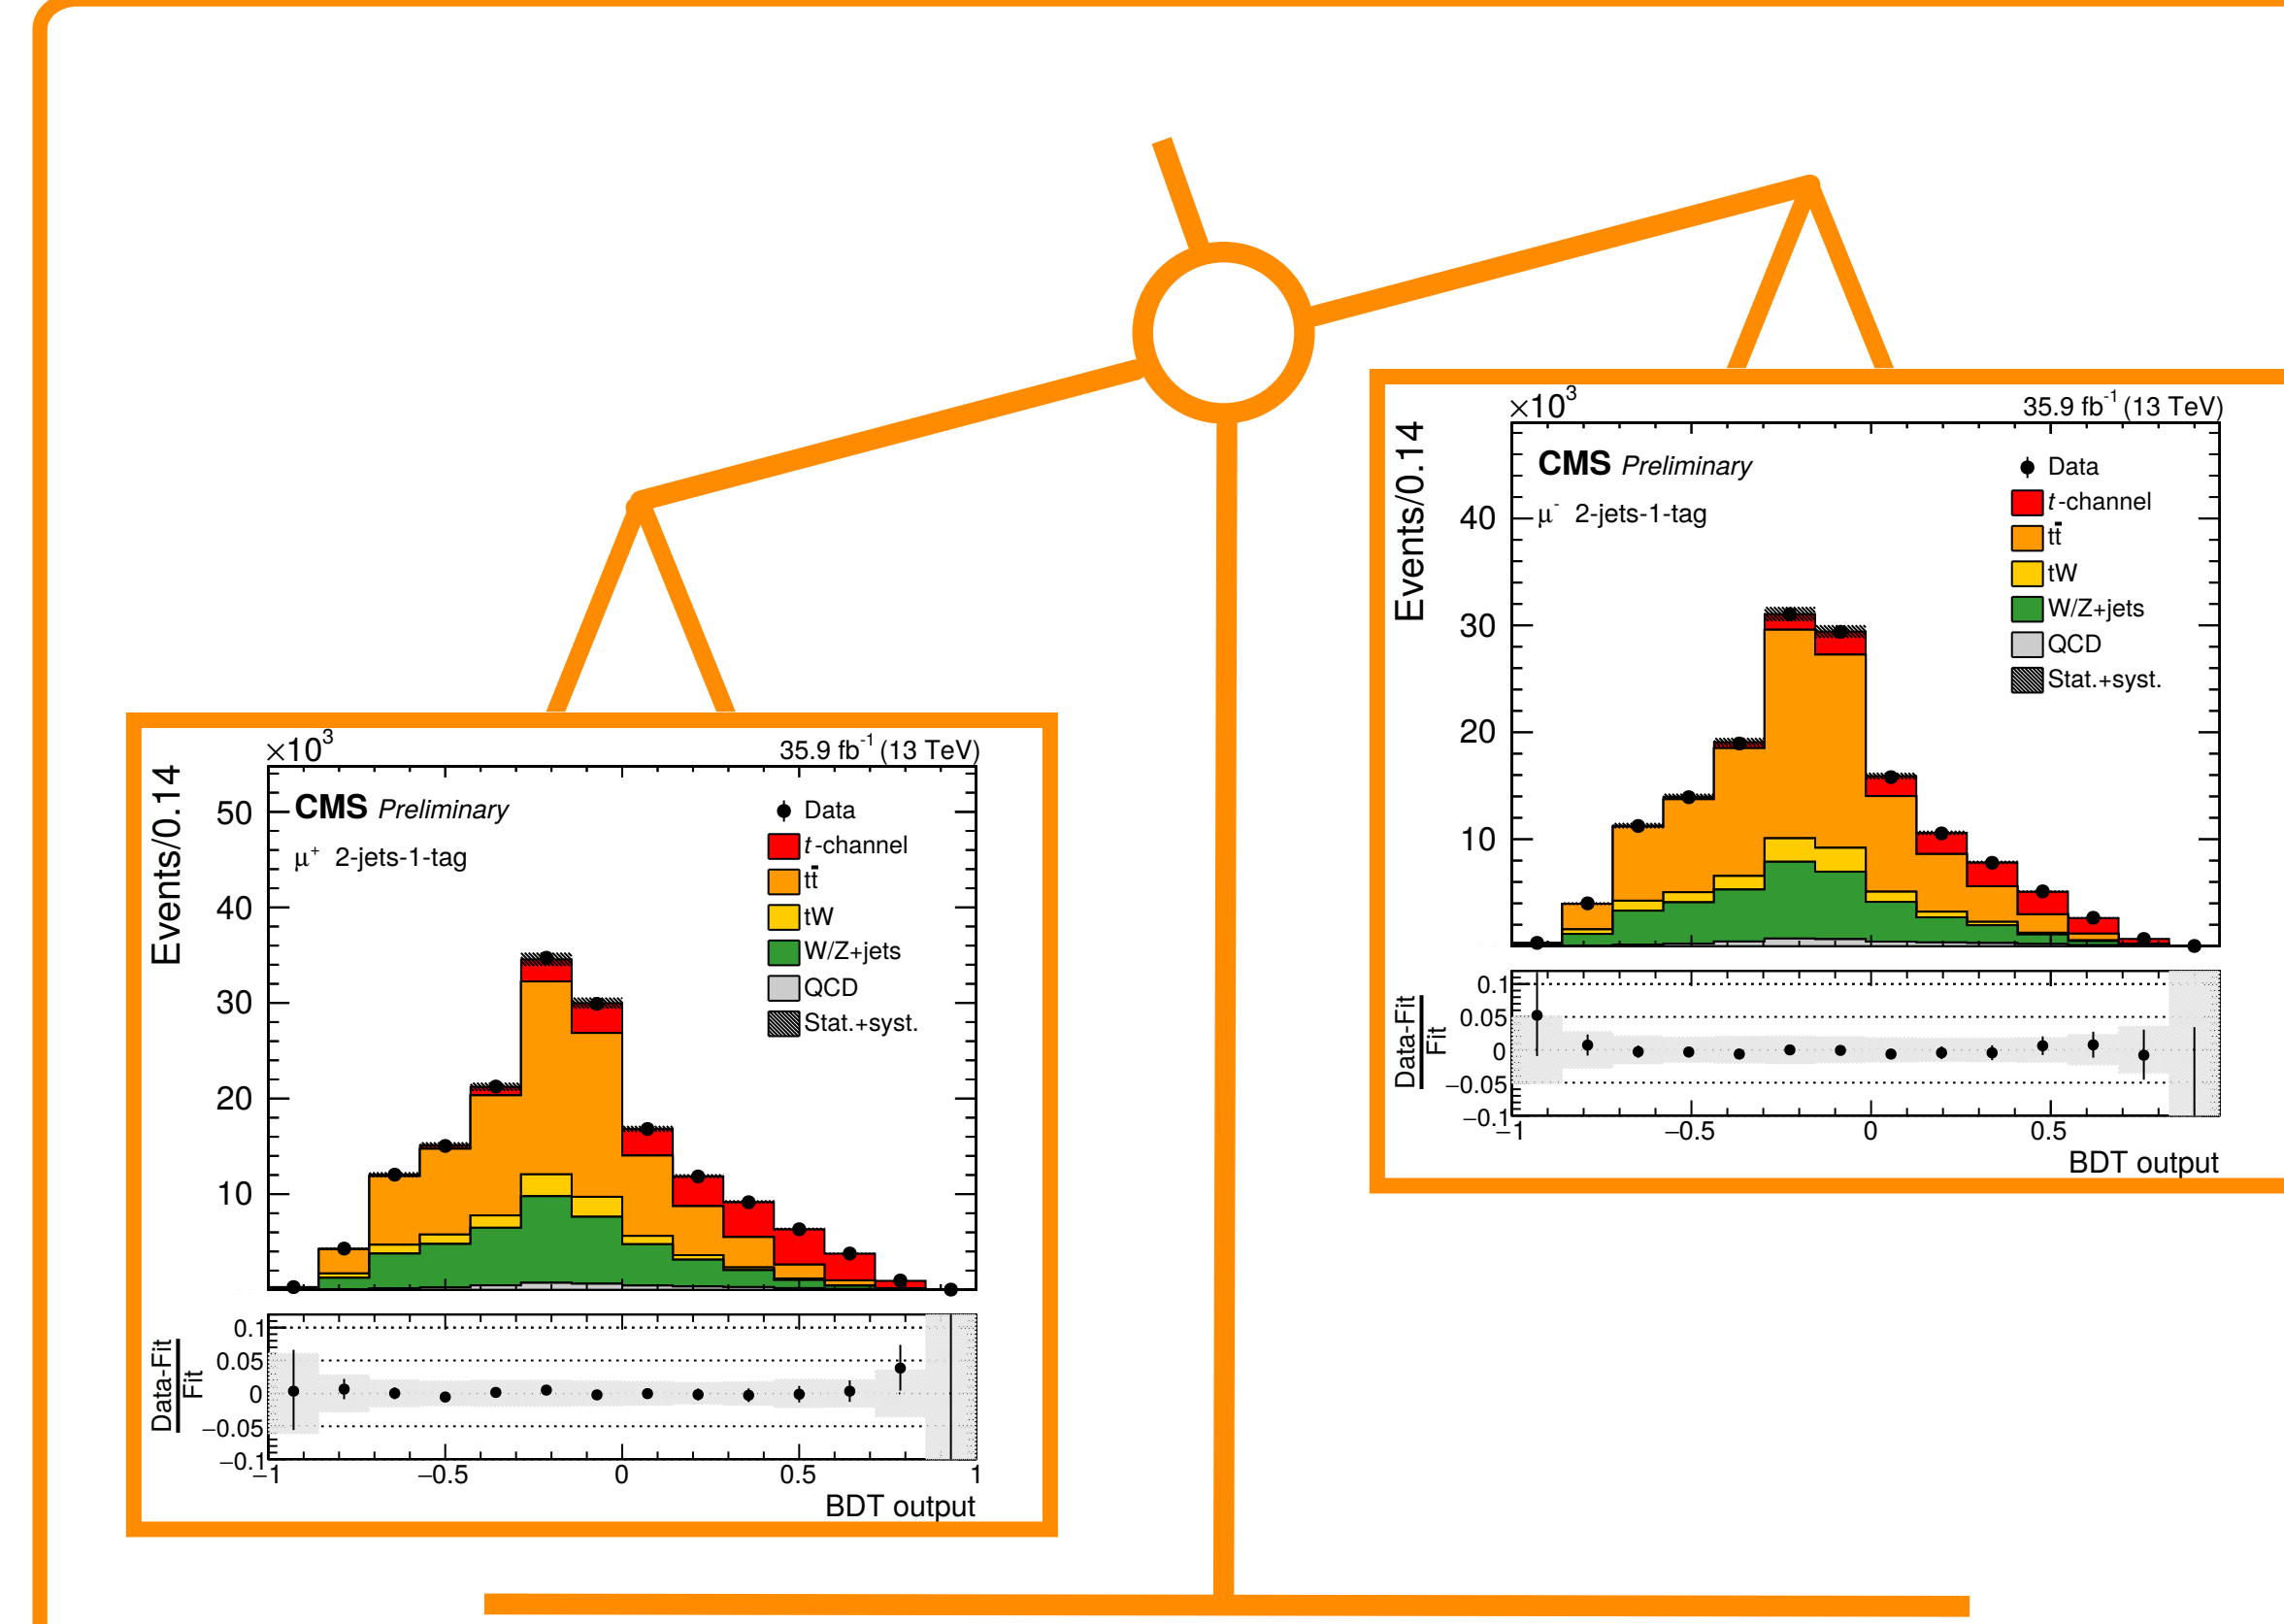 ×10³ 35.9 fb⁻¹ (13 TeV)
Events/0.14
CMS Preliminary
μ⁻ 2-jets-1-tag
Data
t-channel
tt̄
tW
W/Z+jets
QCD
Stat.+syst.
40
30
20
10
Data-Fit
Fit
0.1
0.05
0
−0.05
−0.1
−1 −0.5 0 0.5
BDT output
×10³ 35.9 fb⁻¹ (13 TeV)
Events/0.14
CMS Preliminary
μ⁺ 2-jets-1-tag
Data
t-channel
tt̄
tW
W/Z+jets
QCD
Stat.+syst.
50
40
30
20
10
Data-Fit
Fit
0.1
0.05
0
−0.05
−0.1
−1 −0.5 0 0.5 1
BDT output